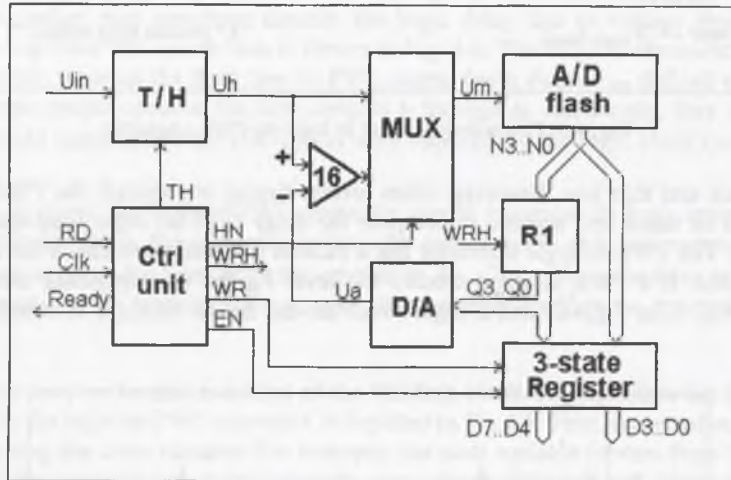 Uin
T/H
Uh
MUX
Um
A/D
flash
N3..N0
+
−
16
TH
RD
Clk
Ready
Ctrl
unit
HN
WRH
WR
EN
Ua
D/A
WRH
R1
Q3..Q0
3-state
Register
D7..D4
D3..D0